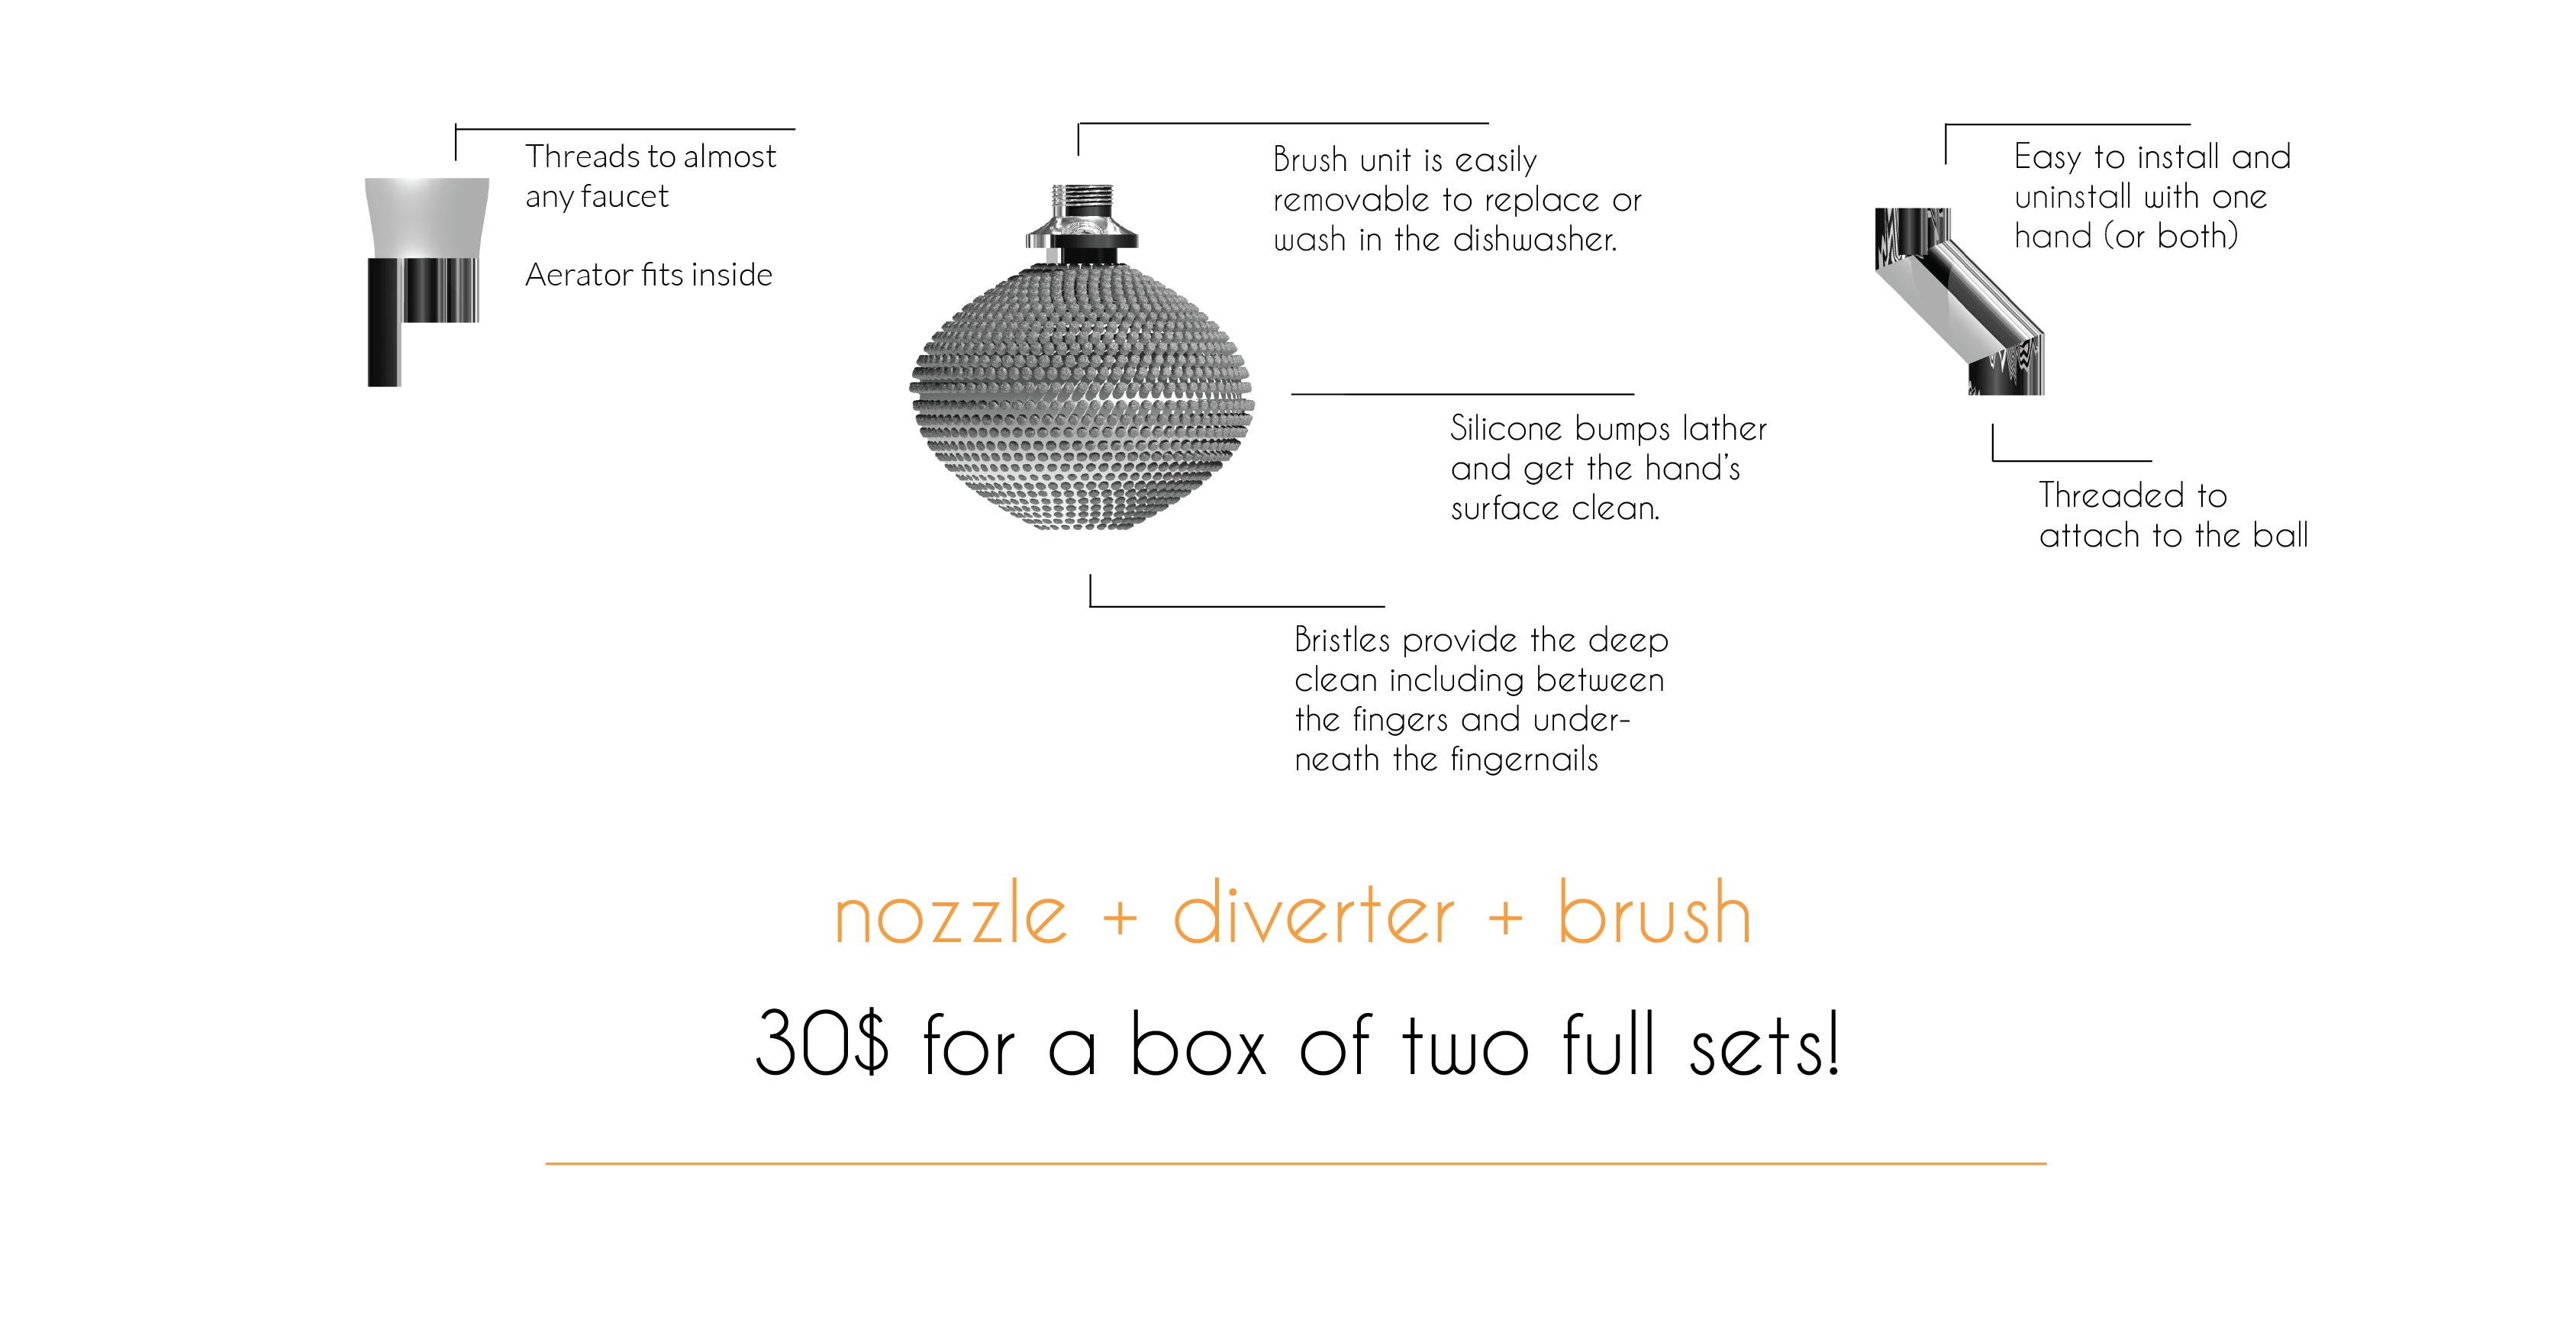 Threads to almost
any faucet
Aerator fits inside
Brush unit is easily
removable to replace or
wash in the dishwasher.
Silicone bumps lather
and get the hand's
surface clean.
Bristles provide the deep
clean including between
the fingers and under-
neath the fingernails
Easy to install and
uninstall with one
hand (or both)
Threaded to
attach to the ball
nozzle + diverter + brush
30$ for a box of two full sets!